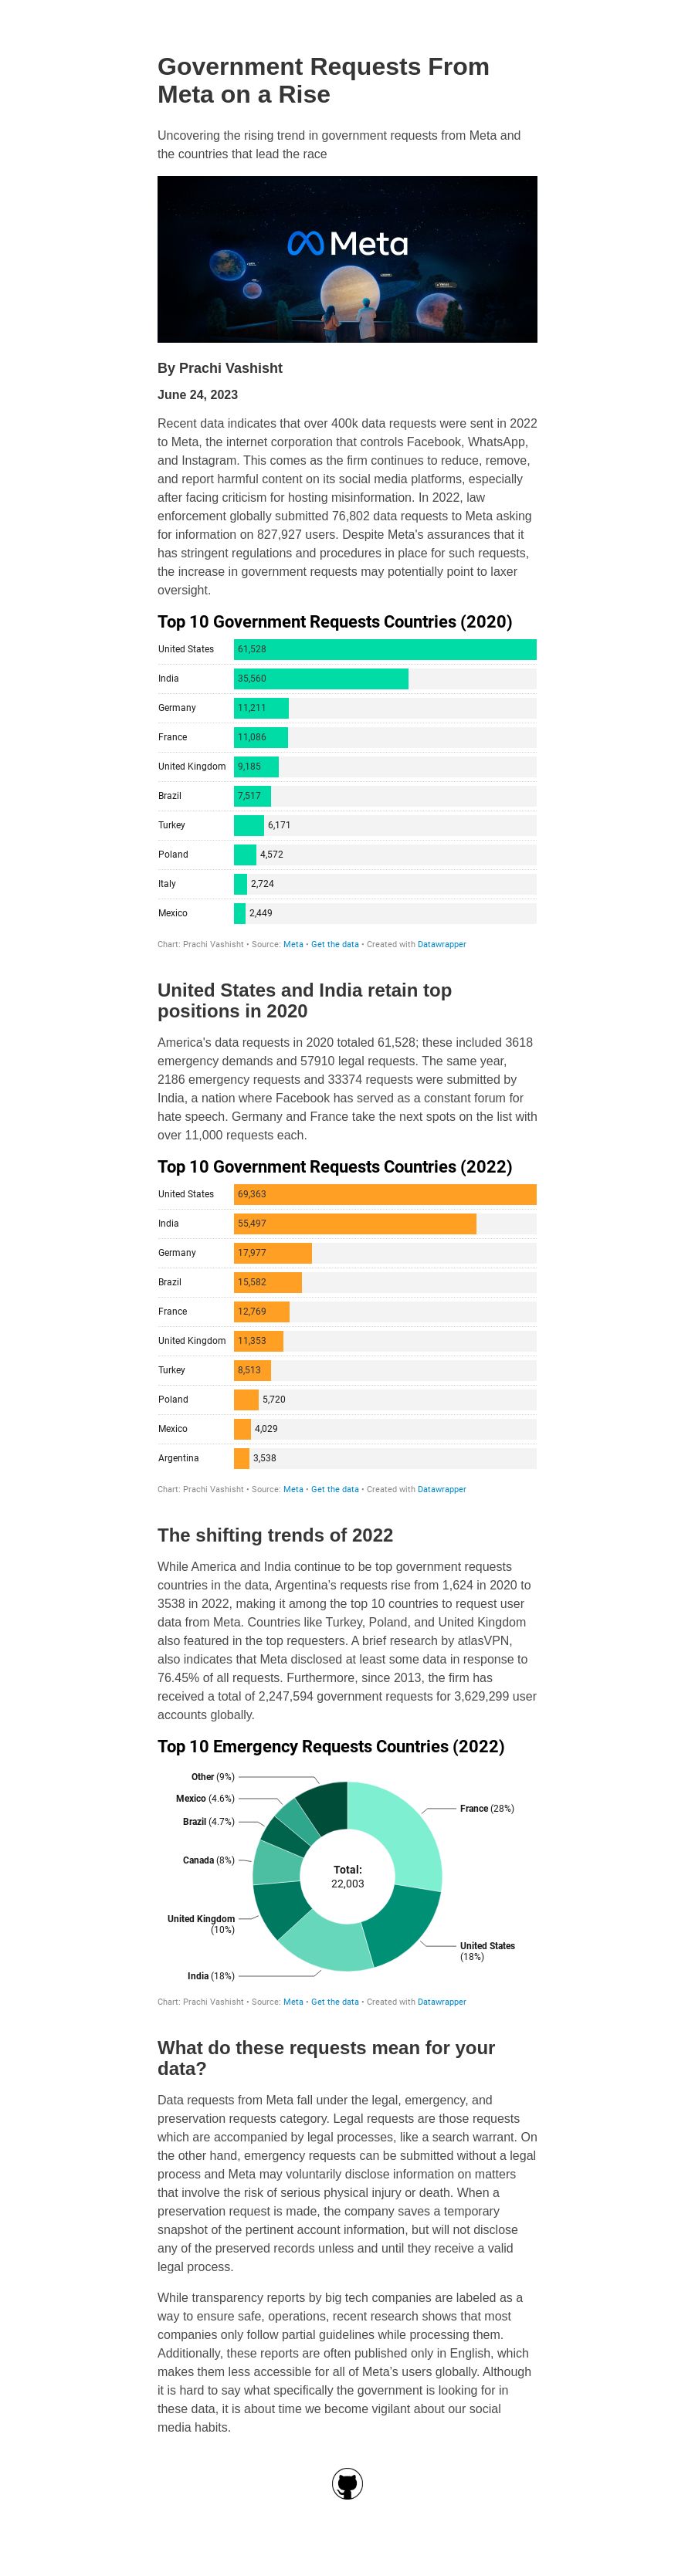 Government Requests From
Meta on a Rise
Uncovering the rising trend in government requests from Meta and
the countries that lead the race
Meta
By Prachi Vashisht
June 24, 2023
Recent data indicates that over 400k data requests were sent in 2022
to Meta, the internet corporation that controls Facebook, WhatsApp,
and Instagram. This comes as the firm continues to reduce, remove,
and report harmful content on its social media platforms, especially
after facing criticism for hosting misinformation. In 2022, law
enforcement globally submitted 76,802 data requests to Meta asking
for information on 827,927 users. Despite Meta's assurances that it
has stringent regulations and procedures in place for such requests,
the increase in government requests may potentially point to laxer
oversight.
Top 10 Government Requests Countries (2020)
United States 61,528
India 35,560
Germany 11,211
France 11,086
United Kingdom 9,185
Brazil 7,517
Turkey 6,171
Poland 4,572
Italy 2,724
Mexico 2,449
Chart: Prachi Vashisht • Source: Meta • Get the data • Created with Datawrapper
United States and India retain top
positions in 2020
America's data requests in 2020 totaled 61,528; these included 3618
emergency demands and 57910 legal requests. The same year,
2186 emergency requests and 33374 requests were submitted by
India, a nation where Facebook has served as a constant forum for
hate speech. Germany and France take the next spots on the list with
over 11,000 requests each.
Top 10 Government Requests Countries (2022)
United States 69,363
India 55,497
Germany 17,977
Brazil 15,582
France 12,769
United Kingdom 11,353
Turkey 8,513
Poland 5,720
Mexico 4,029
Argentina 3,538
Chart: Prachi Vashisht • Source: Meta • Get the data • Created with Datawrapper
The shifting trends of 2022
While America and India continue to be top government requests
countries in the data, Argentina's requests rise from 1,624 in 2020 to
3538 in 2022, making it among the top 10 countries to request user
data from Meta. Countries like Turkey, Poland, and United Kingdom
also featured in the top requesters. A brief research by atlasVPN,
also indicates that Meta disclosed at least some data in response to
76.45% of all requests. Furthermore, since 2013, the firm has
received a total of 2,247,594 government requests for 3,629,299 user
accounts globally.
Top 10 Emergency Requests Countries (2022)
Other (9%)
Mexico (4.6%)
France (28%)
Brazil (4.7%)
Canada (8%)
Total:
22,003
United Kingdom
(10%)
United States
(18%)
India (18%)
Chart: Prachi Vashisht • Source: Meta • Get the data • Created with Datawrapper
What do these requests mean for your
data?
Data requests from Meta fall under the legal, emergency, and
preservation requests category. Legal requests are those requests
which are accompanied by legal processes, like a search warrant. On
the other hand, emergency requests can be submitted without a legal
process and Meta may voluntarily disclose information on matters
that involve the risk of serious physical injury or death. When a
preservation request is made, the company saves a temporary
snapshot of the pertinent account information, but will not disclose
any of the preserved records unless and until they receive a valid
legal process.
While transparency reports by big tech companies are labeled as a
way to ensure safe, operations, recent research shows that most
companies only follow partial guidelines while processing them.
Additionally, these reports are often published only in English, which
makes them less accessible for all of Meta's users globally. Although
it is hard to say what specifically the government is looking for in
these data, it is about time we become vigilant about our social
media habits.